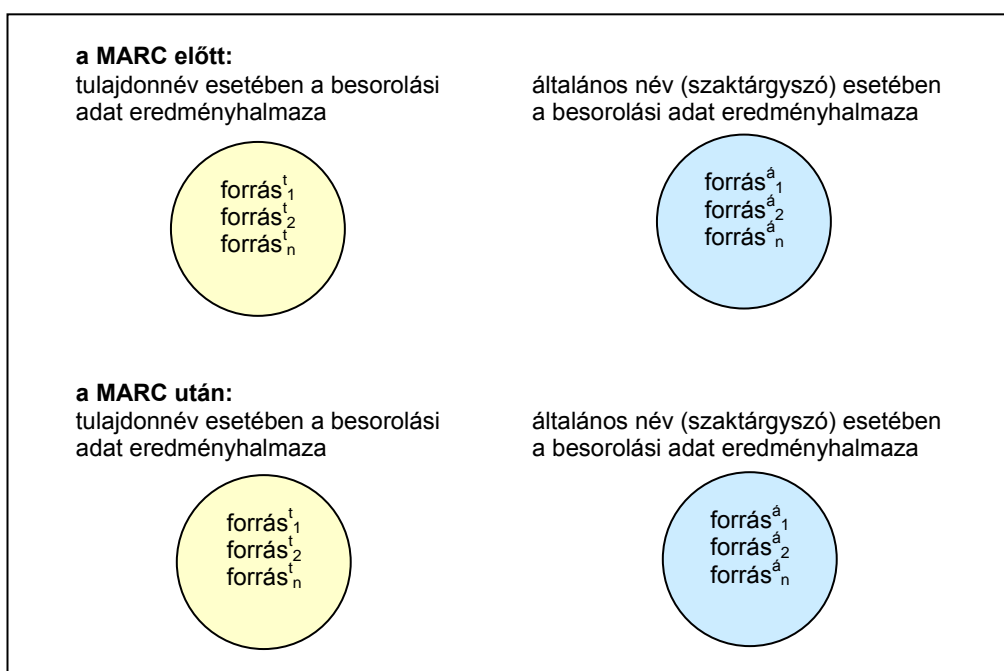 a MARC előtt:
tulajdonnév esetében a besorolási
adat eredményhalmaza
általános név (szaktárgyszó) esetében
a besorolási adat eredményhalmaza
forrásᵗ₁
forrásᵗ₂
forrásᵗₙ
forrásᵃ́₁
forrásᵃ́₂
forrásᵃ́ₙ
a MARC után:
tulajdonnév esetében a besorolási
adat eredményhalmaza
általános név (szaktárgyszó) esetében
a besorolási adat eredményhalmaza
forrásᵗ₁
forrásᵗ₂
forrásᵗₙ
forrásᵃ́₁
forrásᵃ́₂
forrásᵃ́ₙ